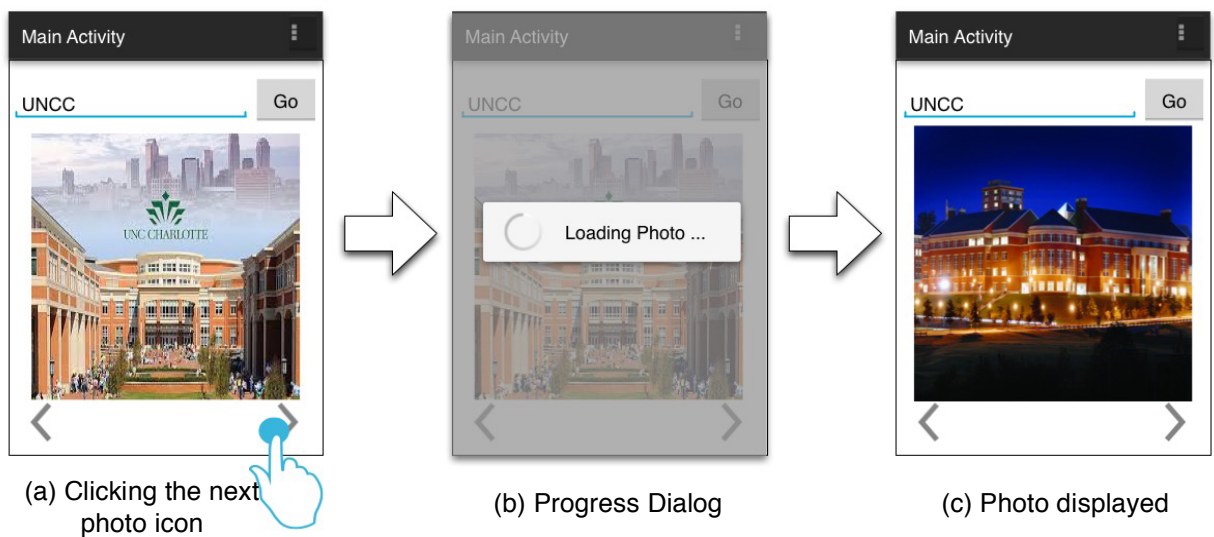 Main Activity
UNCC
Go
UNC CHARLOTTE
(a) Clicking the next
photo icon
Main Activity
UNCC
Go
Loading Photo ...
(b) Progress Dialog
Main Activity
UNCC
Go
(c) Photo displayed